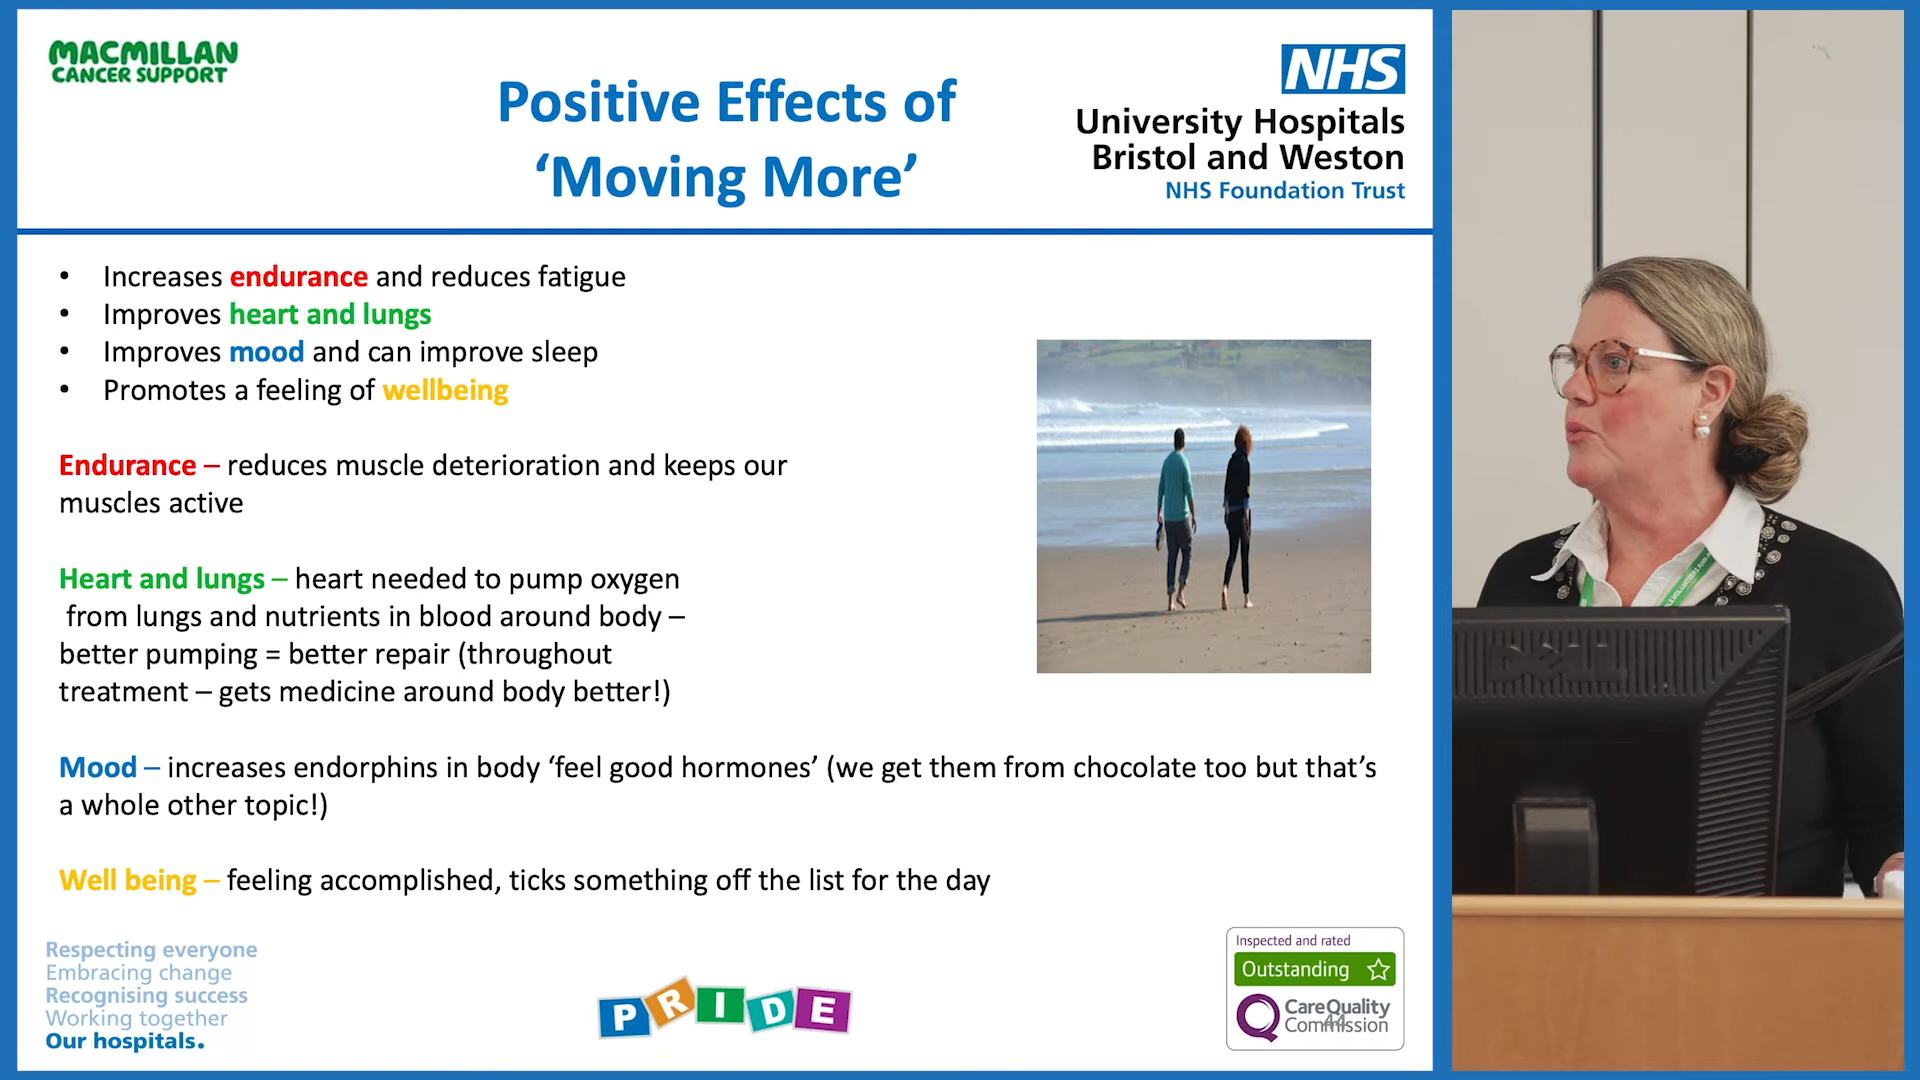 MACMILLAN
CANCER SUPPORT
Positive Effects of
‘Moving More’
NHS
University Hospitals
Bristol and Weston
NHS Foundation Trust
• Increases endurance and reduces fatigue
• Improves heart and lungs
• Improves mood and can improve sleep
• Promotes a feeling of wellbeing
Endurance – reduces muscle deterioration and keeps our
muscles active
Heart and lungs – heart needed to pump oxygen
from lungs and nutrients in blood around body –
better pumping = better repair (throughout
treatment – gets medicine around body better!)
Mood – increases endorphins in body ‘feel good hormones’ (we get them from chocolate too but that’s
a whole other topic!)
Well being – feeling accomplished, ticks something off the list for the day
Respecting everyone
Embracing change
Recognising success
Working together
Our hospitals.
PRIDE
Inspected and rated
Outstanding
CareQuality
Commission
44
DELL